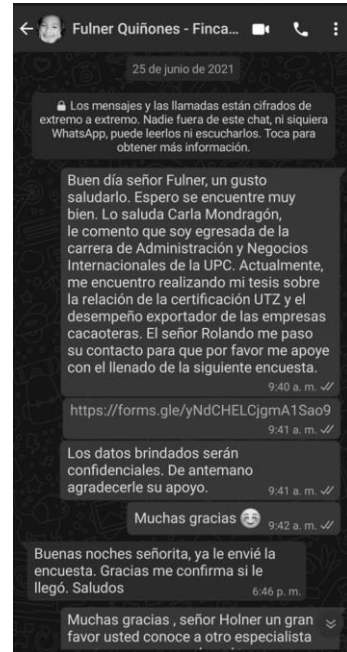 Fulner Quiñones - Finca...
25 de junio de 2021
Los mensajes y las llamadas están cifrados de
extremo a extremo. Nadie fuera de este chat, ni siquiera
WhatsApp, puede leerlos ni escucharlos. Toca para
obtener más información.
Buen día señor Fulner, un gusto
saludarlo. Espero se encuentre muy
bien. Lo saluda Carla Mondragón,
le comento que soy egresada de la
carrera de Administración y Negocios
Internacionales de la UPC. Actualmente,
me encuentro realizando mi tesis sobre
la relación de la certificación UTZ y el
desempeño exportador de las empresas
cacaoteras. El señor Rolando me paso
su contacto para que por favor me apoye
con el llenado de la siguiente encuesta.
9:40 a. m.
https://forms.gle/yNdCHELCjgmA1Sao9
9:41 a. m.
Los datos brindados serán
confidenciales. De antemano
agradecerle su apoyo.
9:41 a. m.
Muchas gracias 😊 9:42 a. m.
Buenas noches señorita, ya le envié la
encuesta. Gracias me confirma si le
llegó. Saludos
6:46 p. m.
Muchas gracias , señor Holner un gran
favor usted conoce a otro especialista